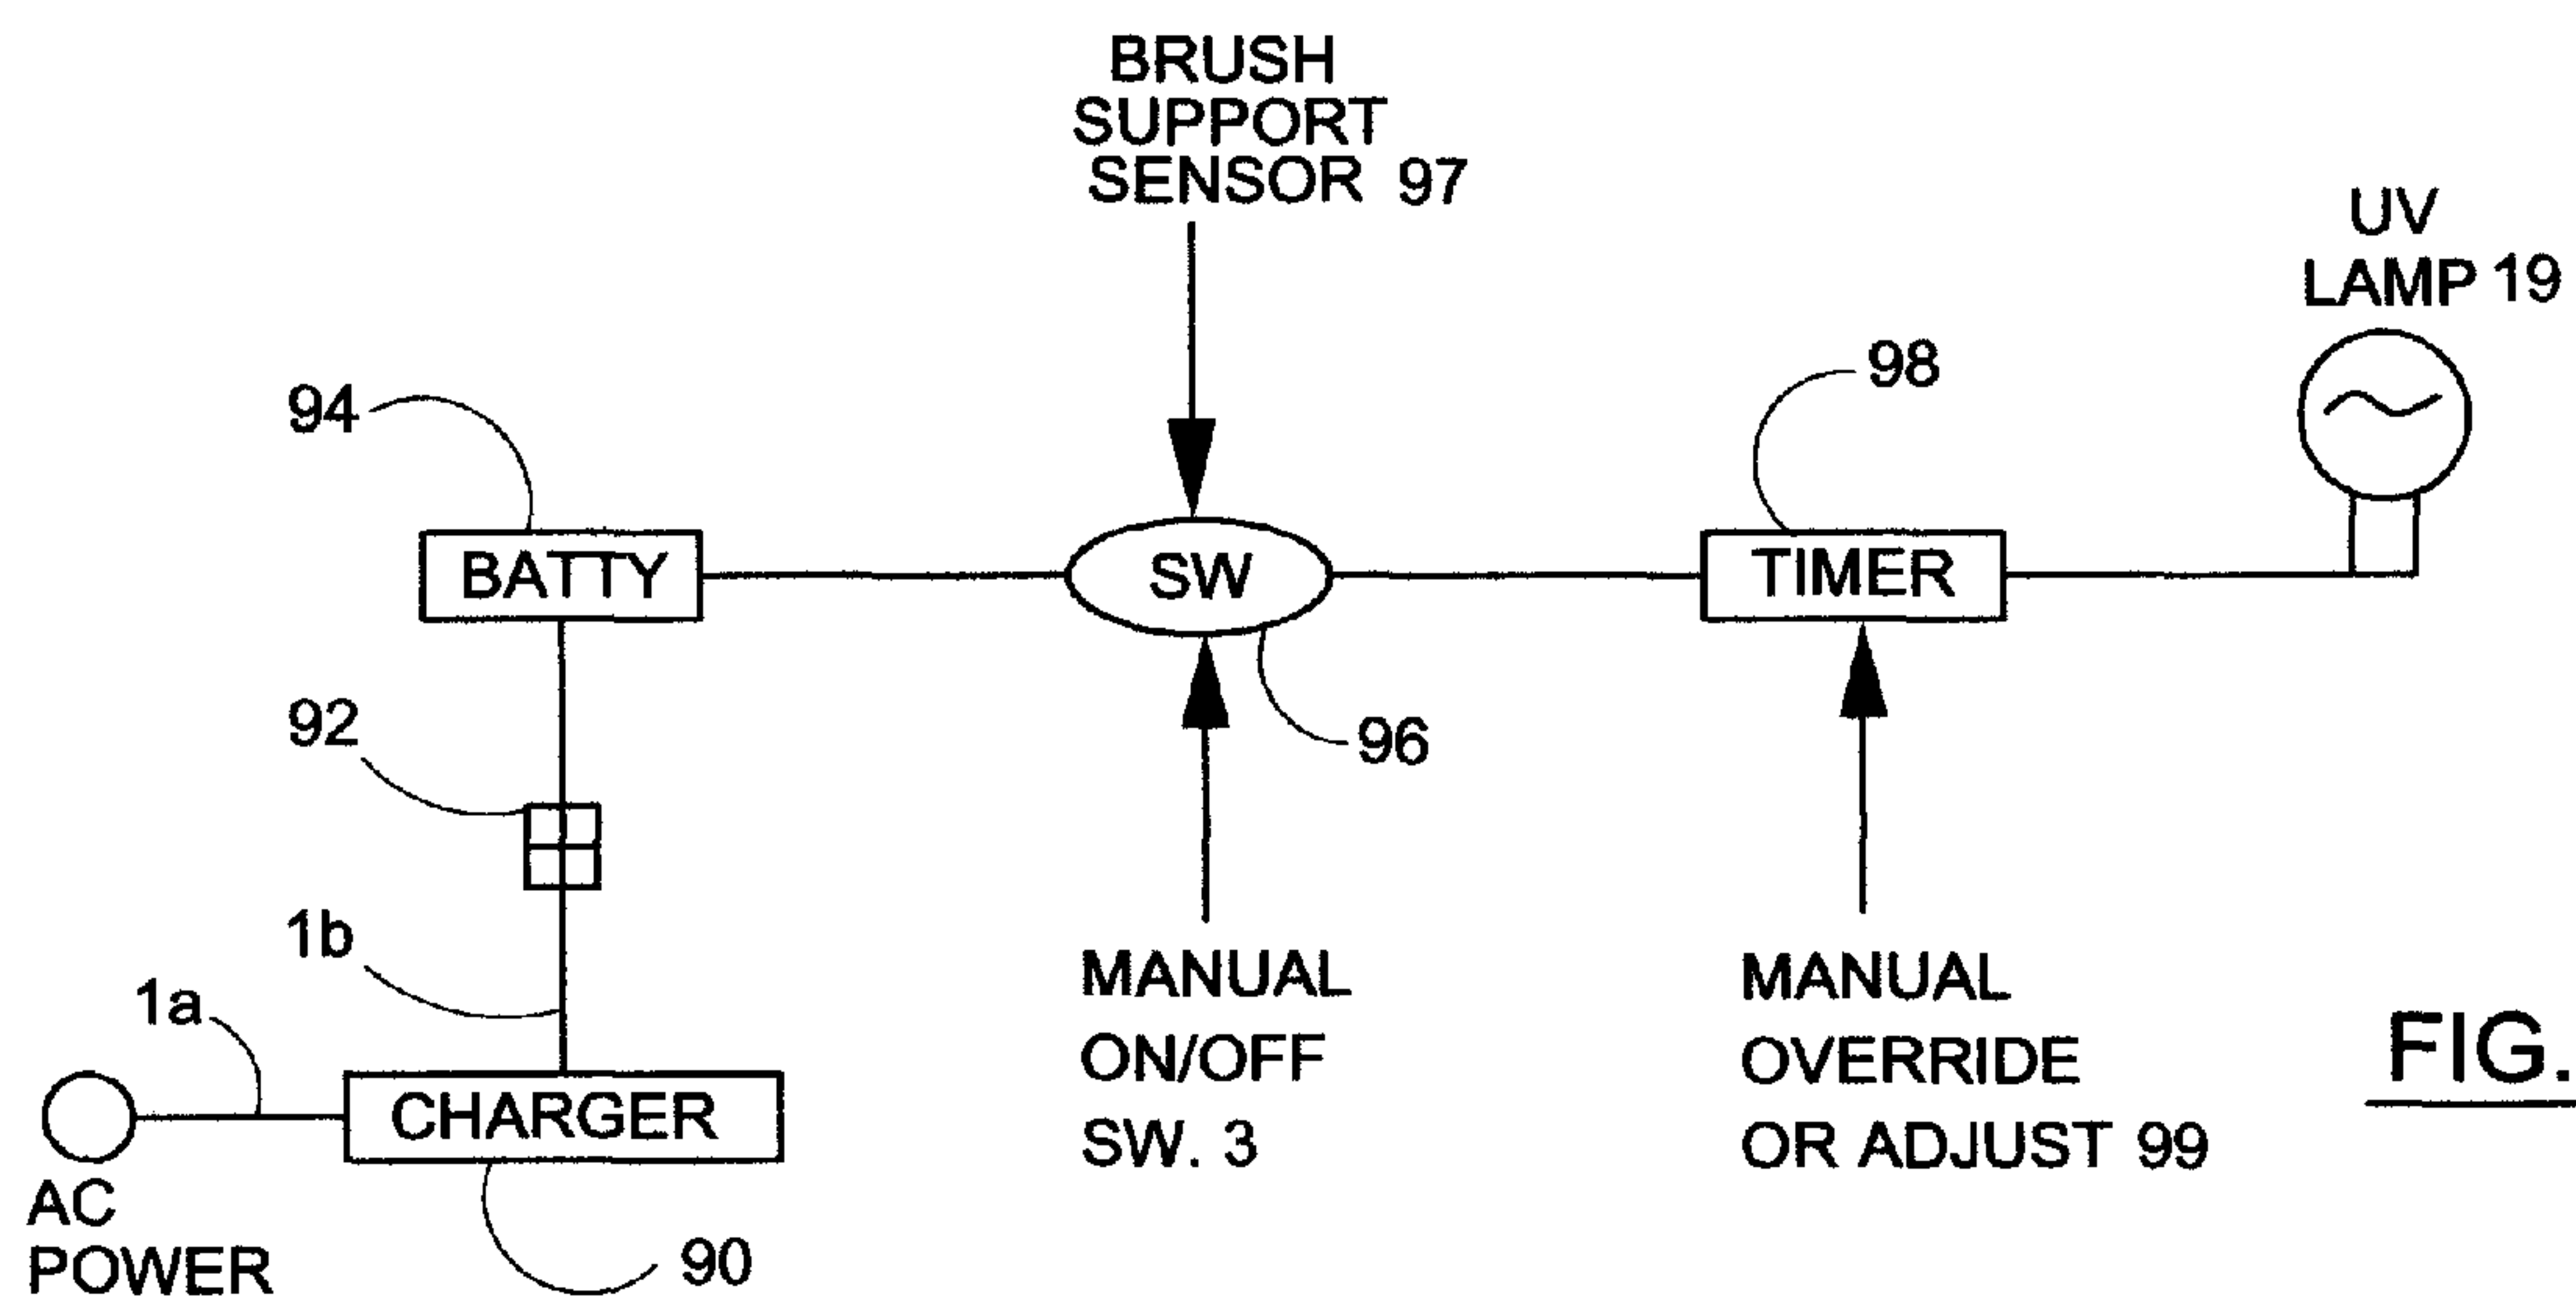 BRUSH
SUPPORT
SENSOR 97
UV
LAMP 19
98
94
BATTY
SW
TIMER
92
96
1b
1a
MANUAL
ON/OFF
SW. 3
MANUAL
OVERRIDE
OR ADJUST 99
FIG.
CHARGER
AC
POWER
90